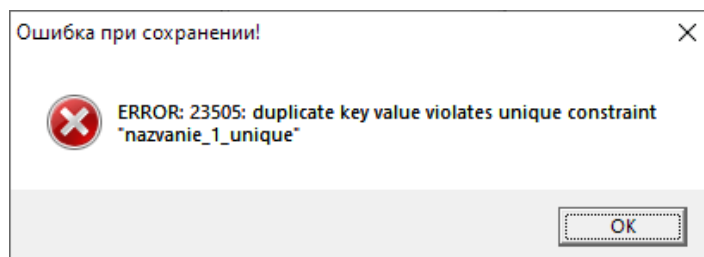 Ошибка при сохранении!
ERROR: 23505: duplicate key value violates unique constraint
"nazvanie_1_unique"
OK